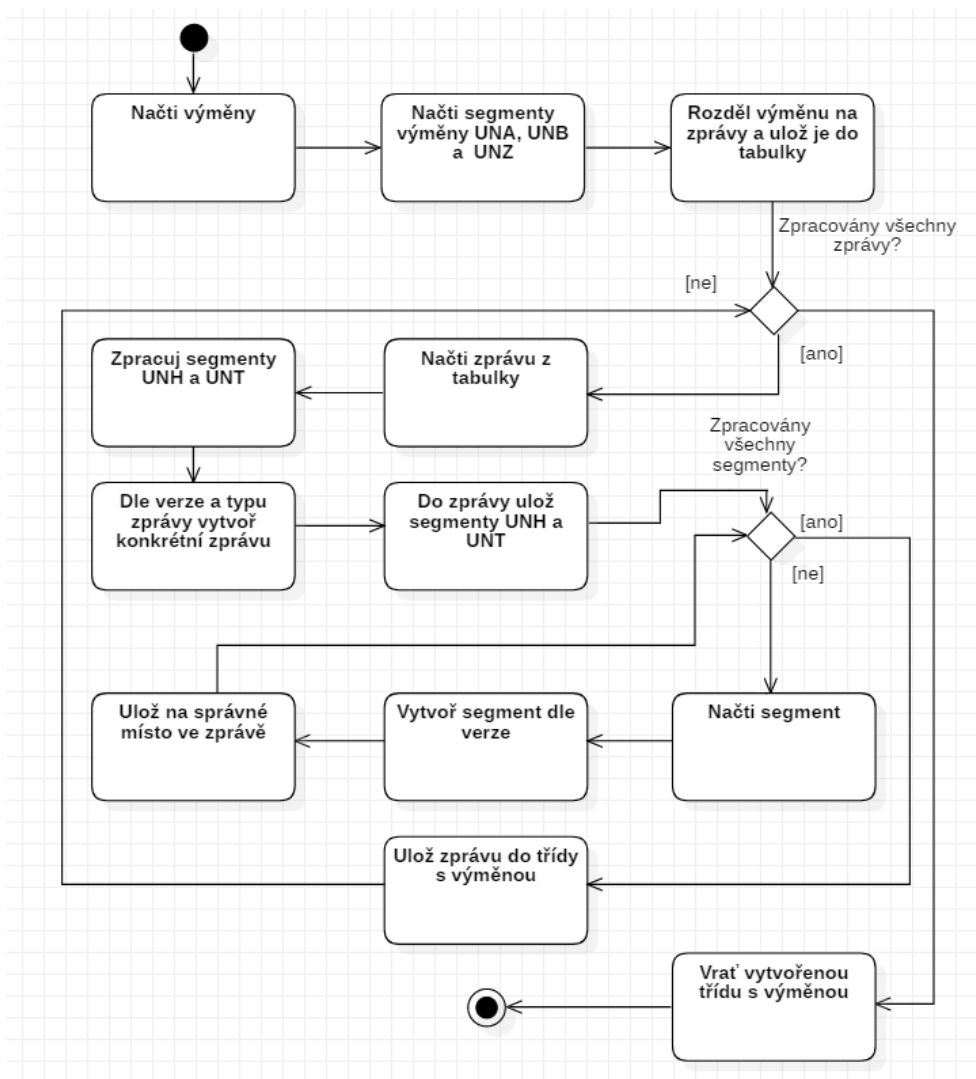 Načti výměny
Načti segmenty
výměny UNA, UNB
a UNZ
Rozděl výměnu na
zprávy a ulož je do
tabulky
Zpracovány všechny
zprávy?
[ne]
[ano]
Zpracuj segmenty
UNH a UNT
Načti zprávu z
tabulky
Zpracovány
všechny
segmenty?
Dle verze a typu
zprávy vytvoř
konkrétní zprávu
Do zprávy ulož
segmenty UNH a
UNT
[ano]
[ne]
Ulož na správné
místo ve zprávě
Vytvoř segment dle
verze
Načti segment
Ulož zprávu do třídy
s výměnou
Vrať vytvořenou
třídu s výměnou